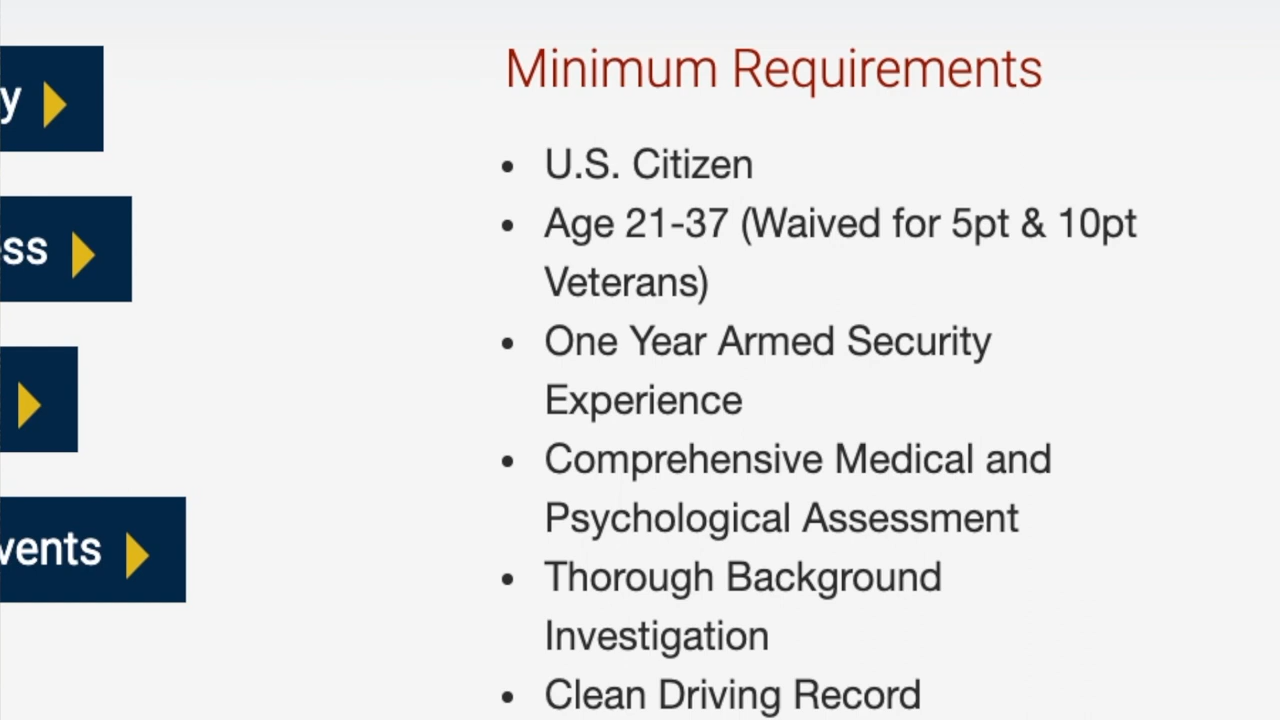 Minimum Requirements
y
ess
vents
• U.S. Citizen
• Age 21-37 (Waived for 5pt & 10pt
Veterans)
• One Year Armed Security
Experience
• Comprehensive Medical and
Psychological Assessment
• Thorough Background
Investigation
• Clean Driving Record